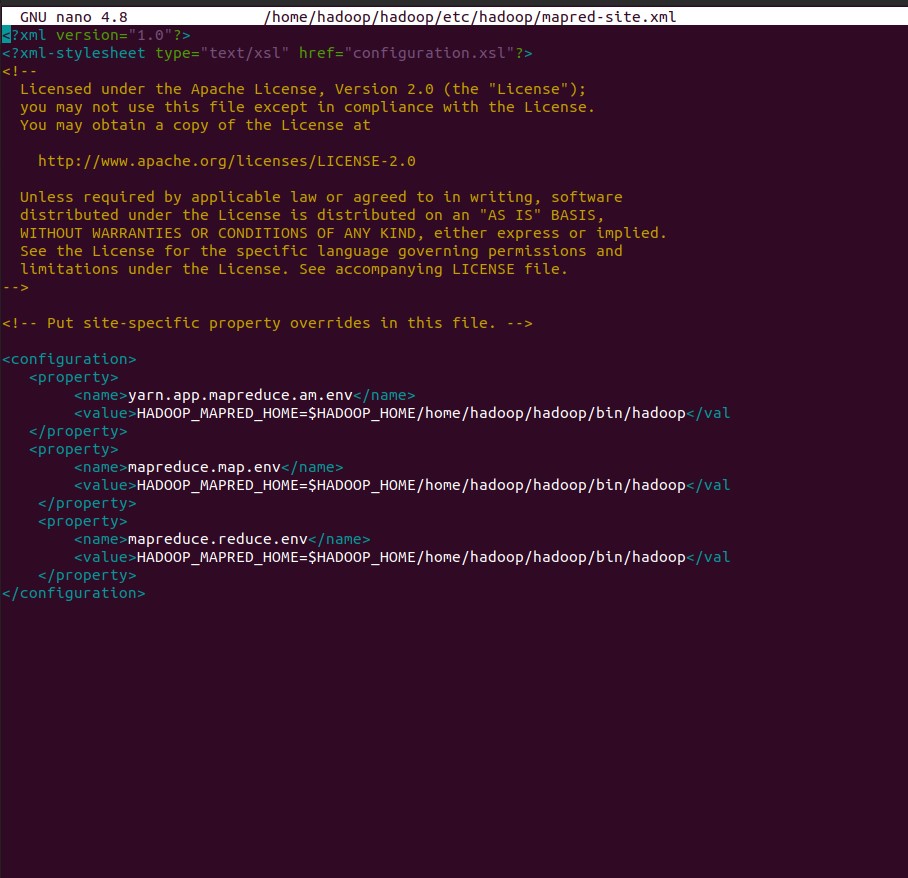 GNU nano 4.8 /home/hadoop/hadoop/etc/hadoop/mapred-site.xml
<?xml version="1.0"?>
<?xml-stylesheet type="text/xsl" href="configuration.xsl"?>
<!--
Licensed under the Apache License, Version 2.0 (the "License");
you may not use this file except in compliance with the License.
You may obtain a copy of the License at
http://www.apache.org/licenses/LICENSE-2.0
Unless required by applicable law or agreed to in writing, software
distributed under the License is distributed on an "AS IS" BASIS,
WITHOUT WARRANTIES OR CONDITIONS OF ANY KIND, either express or implied.
See the License for the specific language governing permissions and
limitations under the License. See accompanying LICENSE file.
-->
<!-- Put site-specific property overrides in this file. -->
<configuration>
<property>
<name>yarn.app.mapreduce.am.env</name>
<value>HADOOP_MAPRED_HOME=$HADOOP_HOME/home/hadoop/hadoop/bin/hadoop</val
</property>
<property>
<name>mapreduce.map.env</name>
<value>HADOOP_MAPRED_HOME=$HADOOP_HOME/home/hadoop/hadoop/bin/hadoop</val
</property>
<property>
<name>mapreduce.reduce.env</name>
<value>HADOOP_MAPRED_HOME=$HADOOP_HOME/home/hadoop/hadoop/bin/hadoop</val
</property>
</configuration>